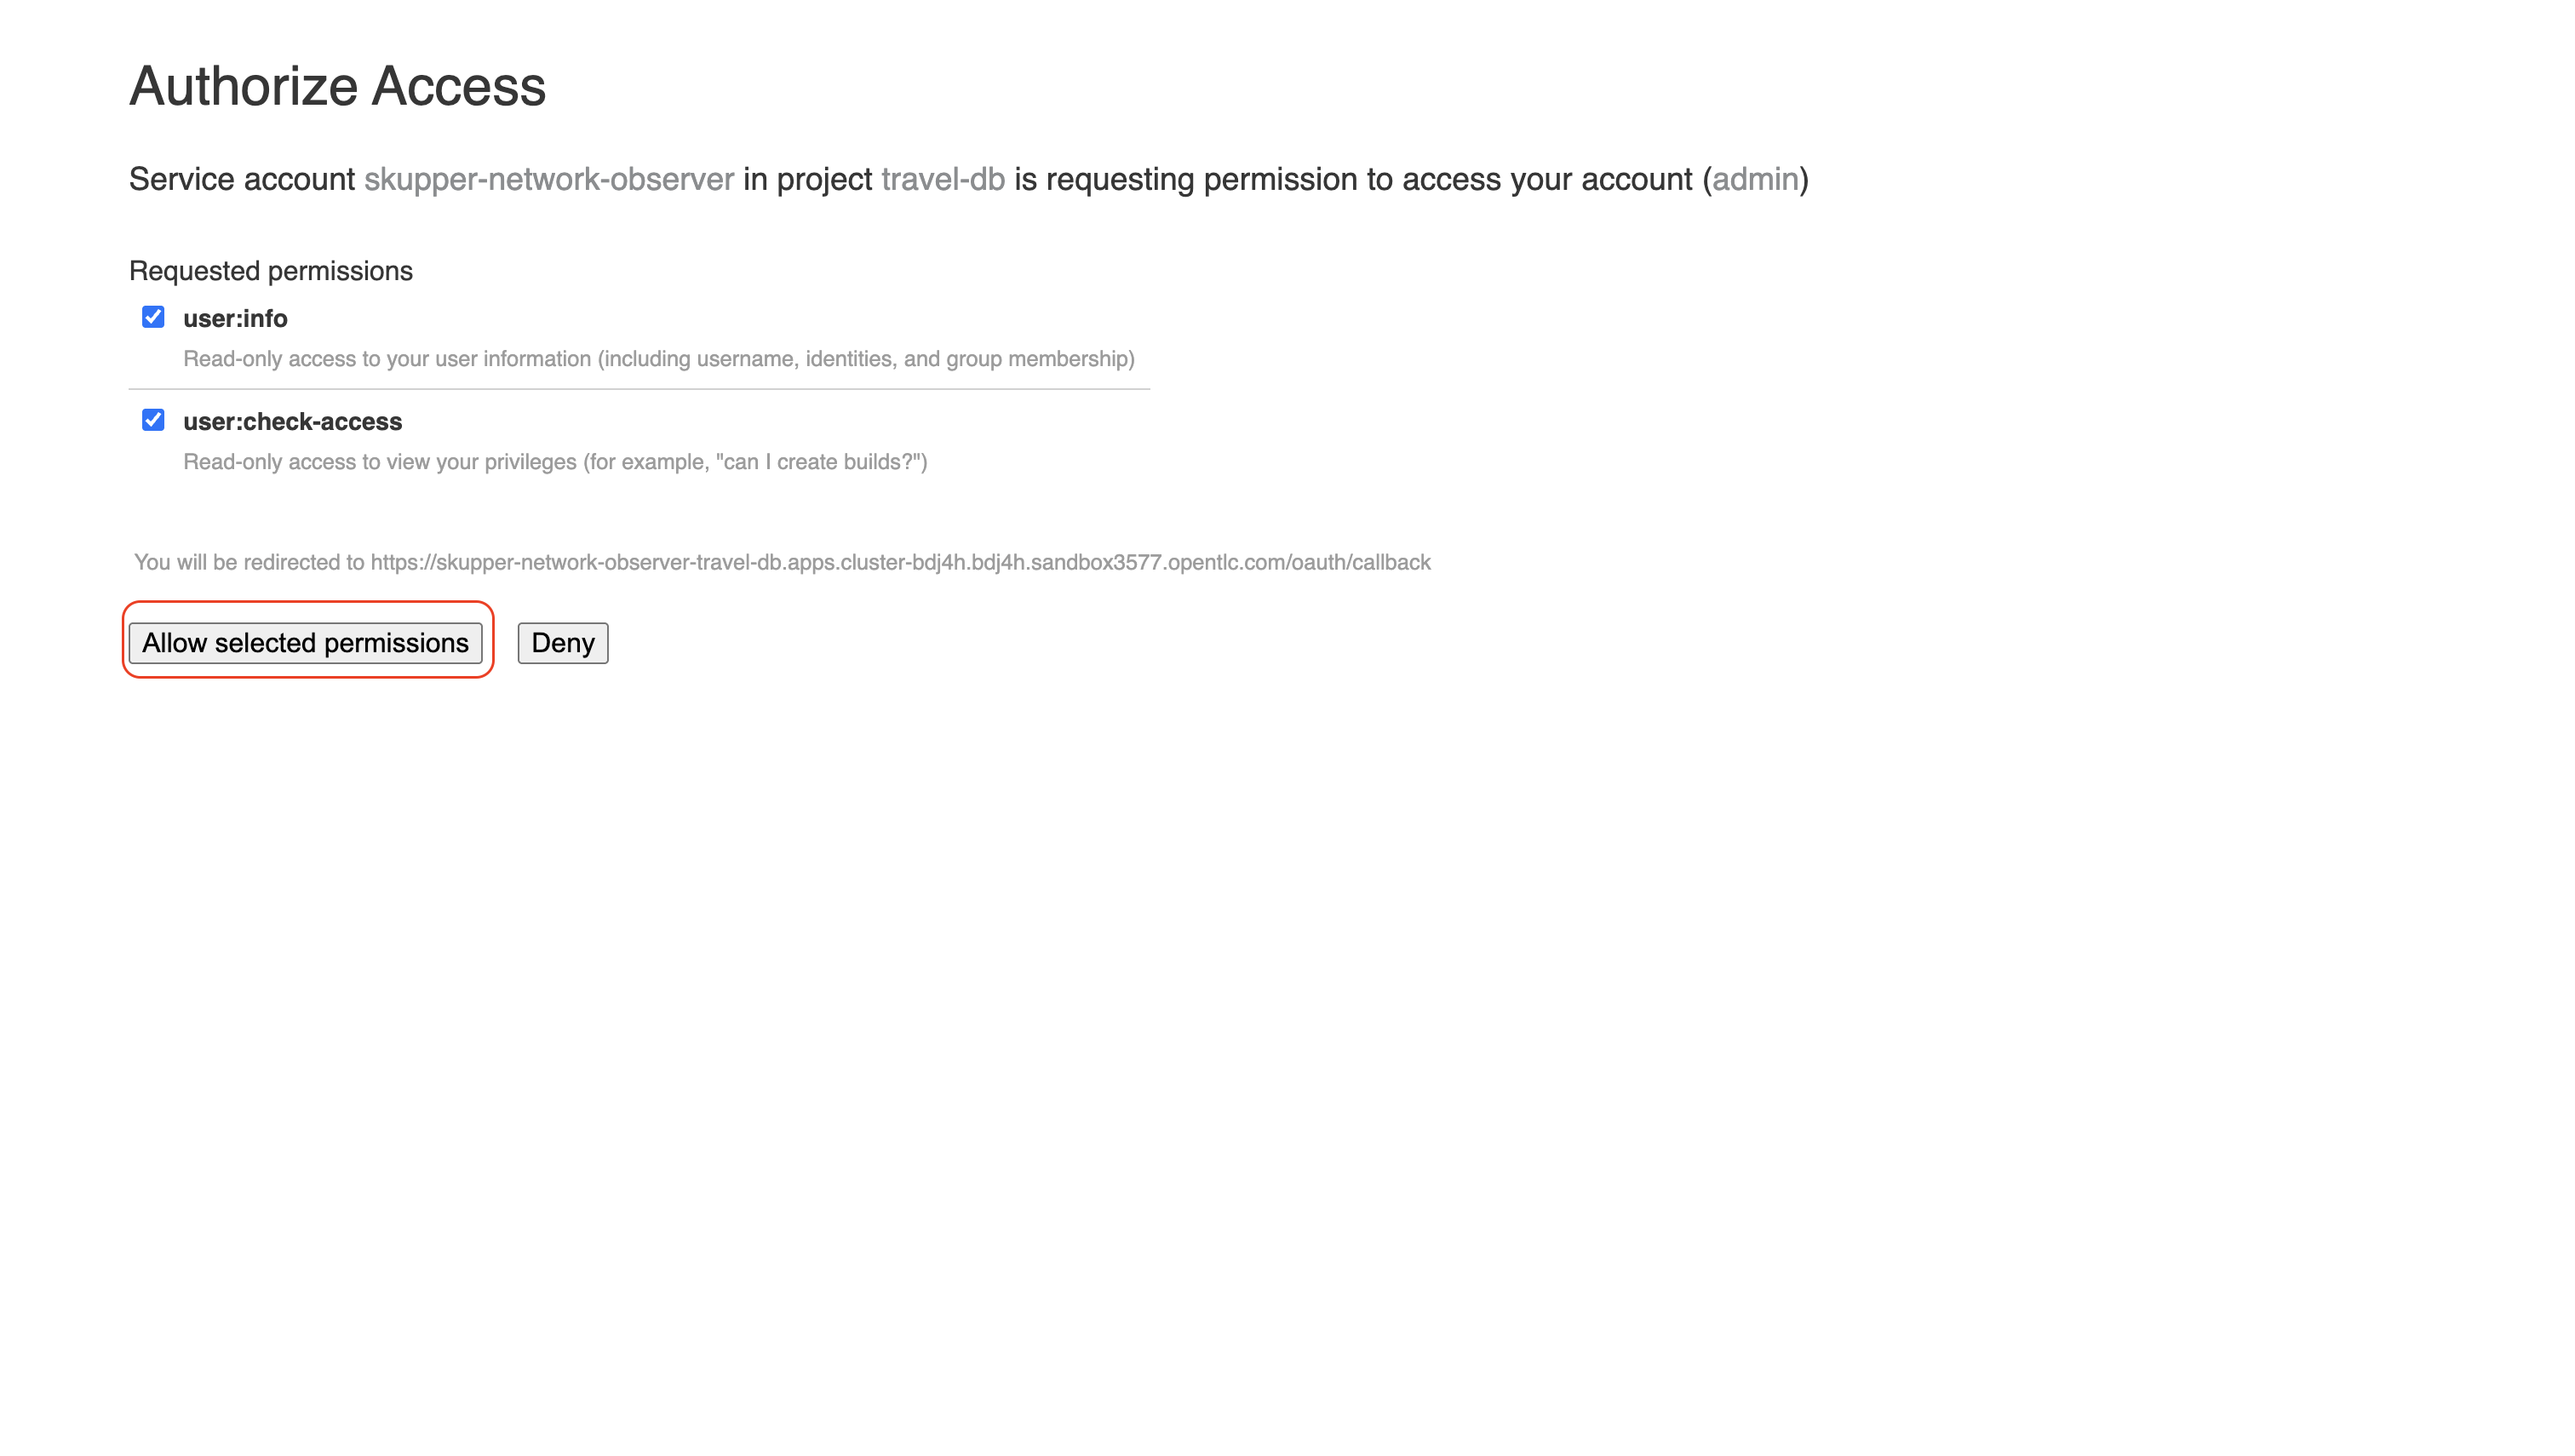 Authorize Access
Service account skupper-network-observer in project travel-db is requesting permission to access your account (admin)
Requested permissions
user:info
Read-only access to your user information (including username, identities, and group membership)
user:check-access
Read-only access to view your privileges (for example, "can I create builds?")
You will be redirected to https://skupper-network-observer-travel-db.apps.cluster-bdj4h.bdj4h.sandbox3577.opentlc.com/oauth/callback
Allow selected permissions Deny